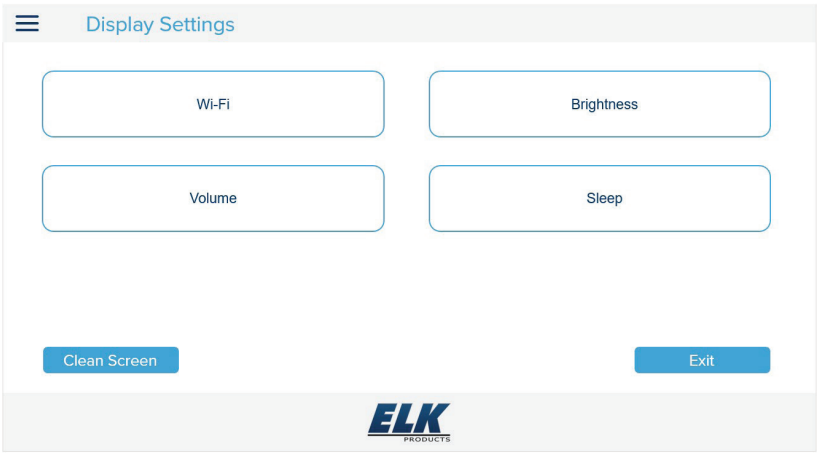 Display Settings
Wi-Fi
Brightness
Volume
Sleep
Clean Screen
Exit
ELK
PRODUCTS